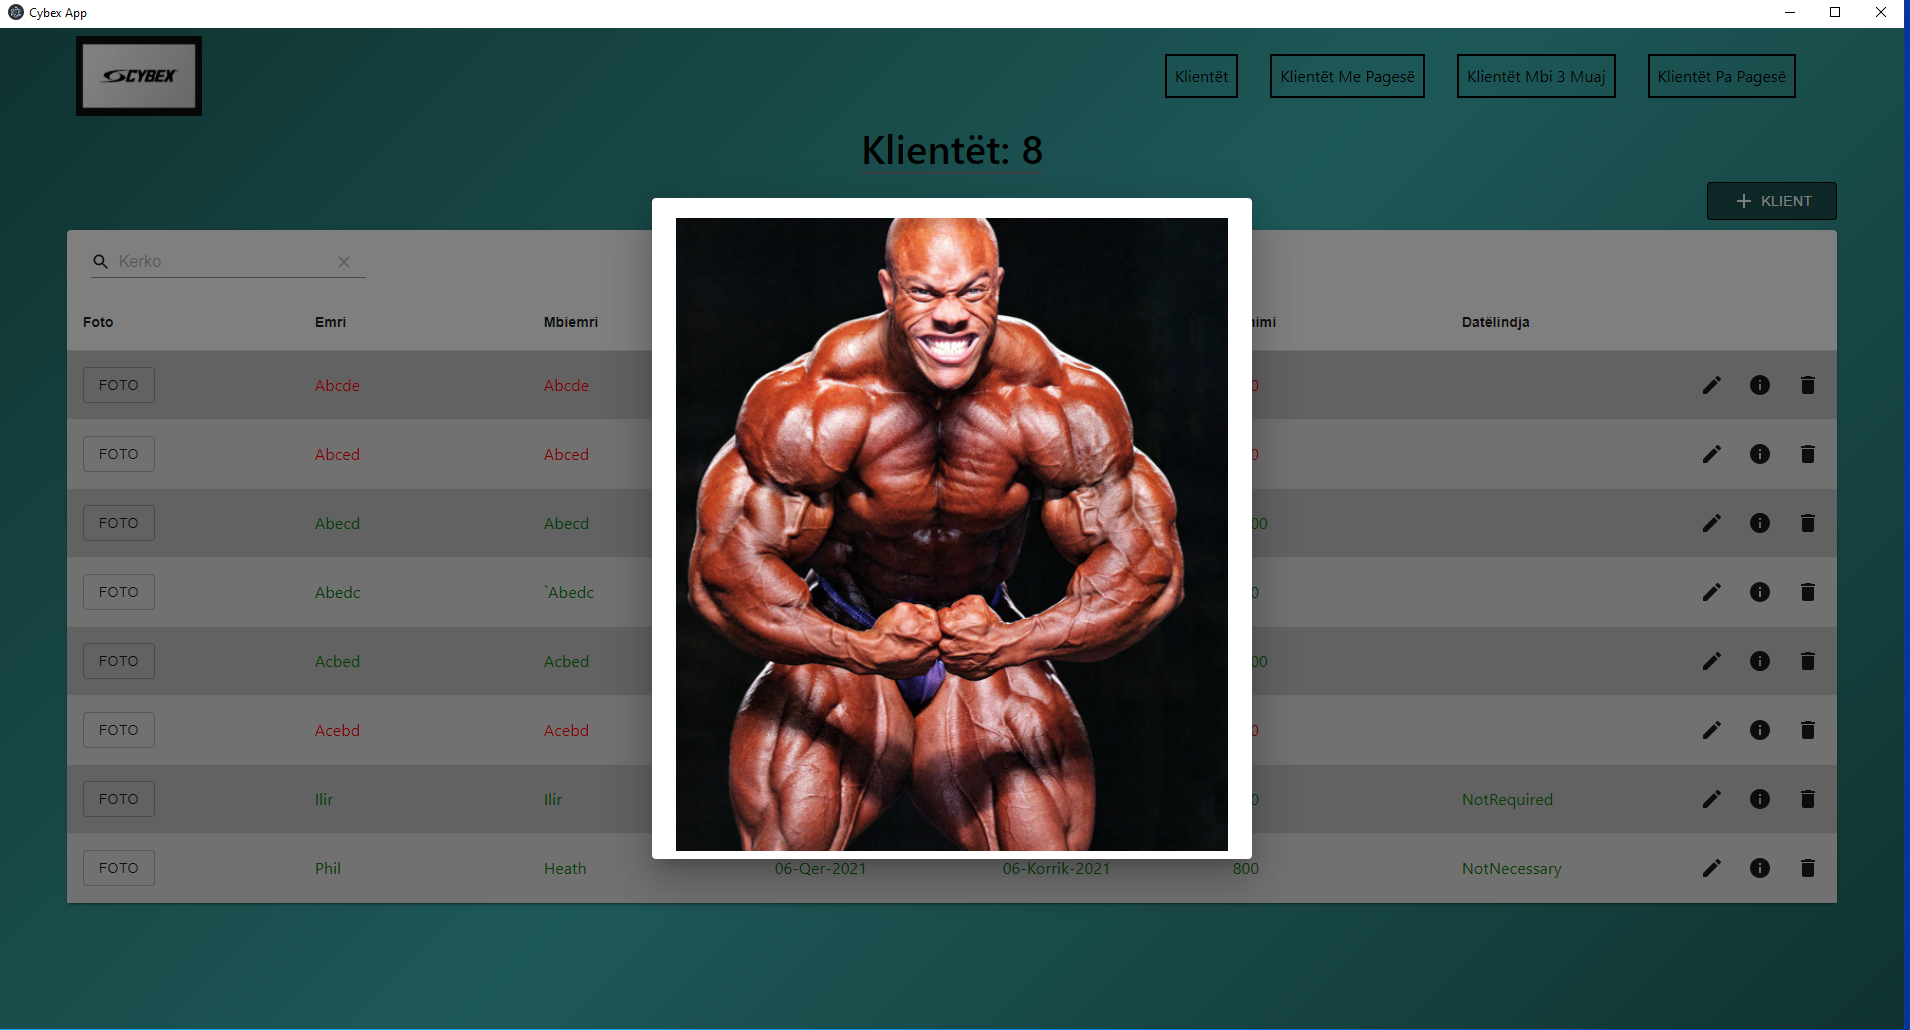 Cybex App
CYBEX
Klientët Klientët Me Pagesë Klientët Mbi 3 Muaj Klientët Pa Pagesë
Klientët: 8
KLIENT
Kerko
Foto Emri Mbiemri imi Datëlindja
FOTO Abcde Abcde 0
FOTO Abced Abced 0
FOTO Abecd Abecd 00
FOTO Abedc `Abedc 0
FOTO Acbed Acbed 00
FOTO Acebd Acebd 0
FOTO Ilir Ilir 0 NotRequired
FOTO Phil Heath 06-Qer-2021 06-Korrik-2021 800 NotNecessary